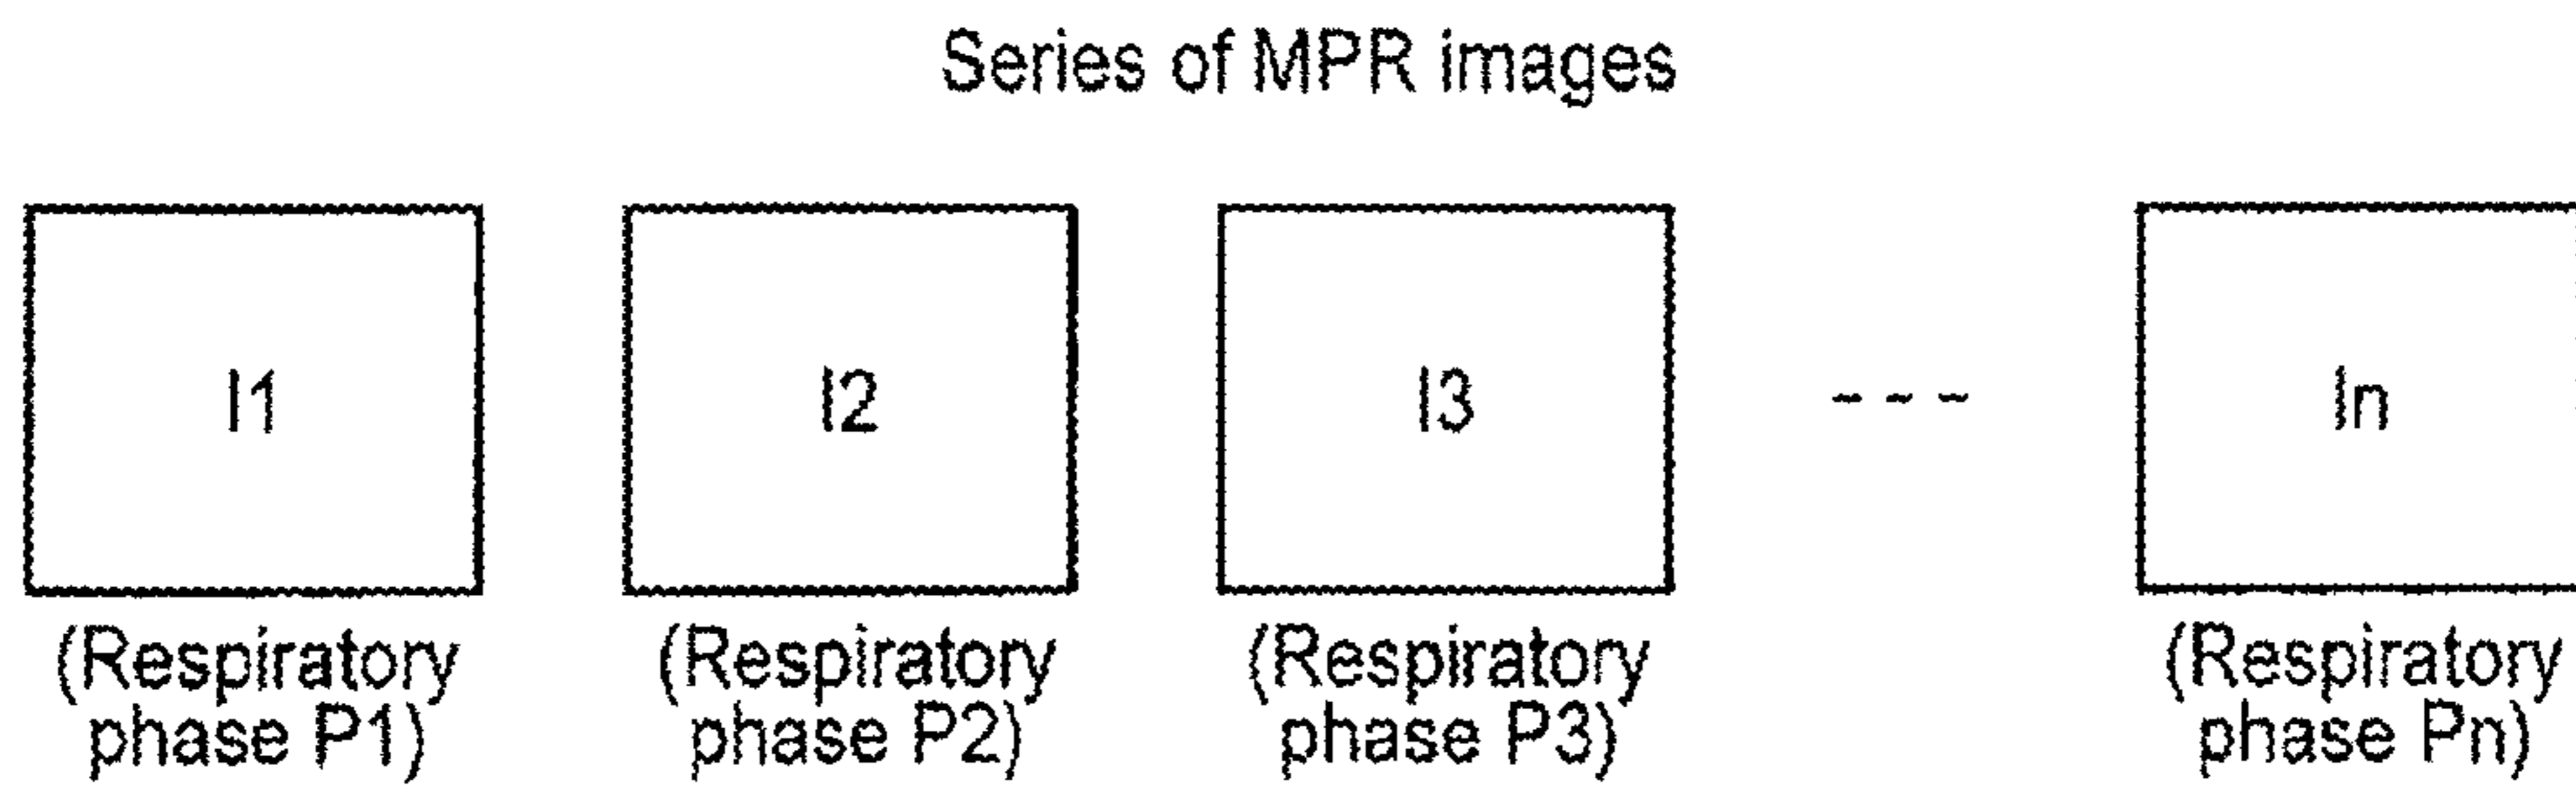 Series of MPR images
I1
I2
I3
---
In
(Respiratory
phase P1)
(Respiratory
phase P2)
(Respiratory
phase P3)
(Respiratory
phase Pn)